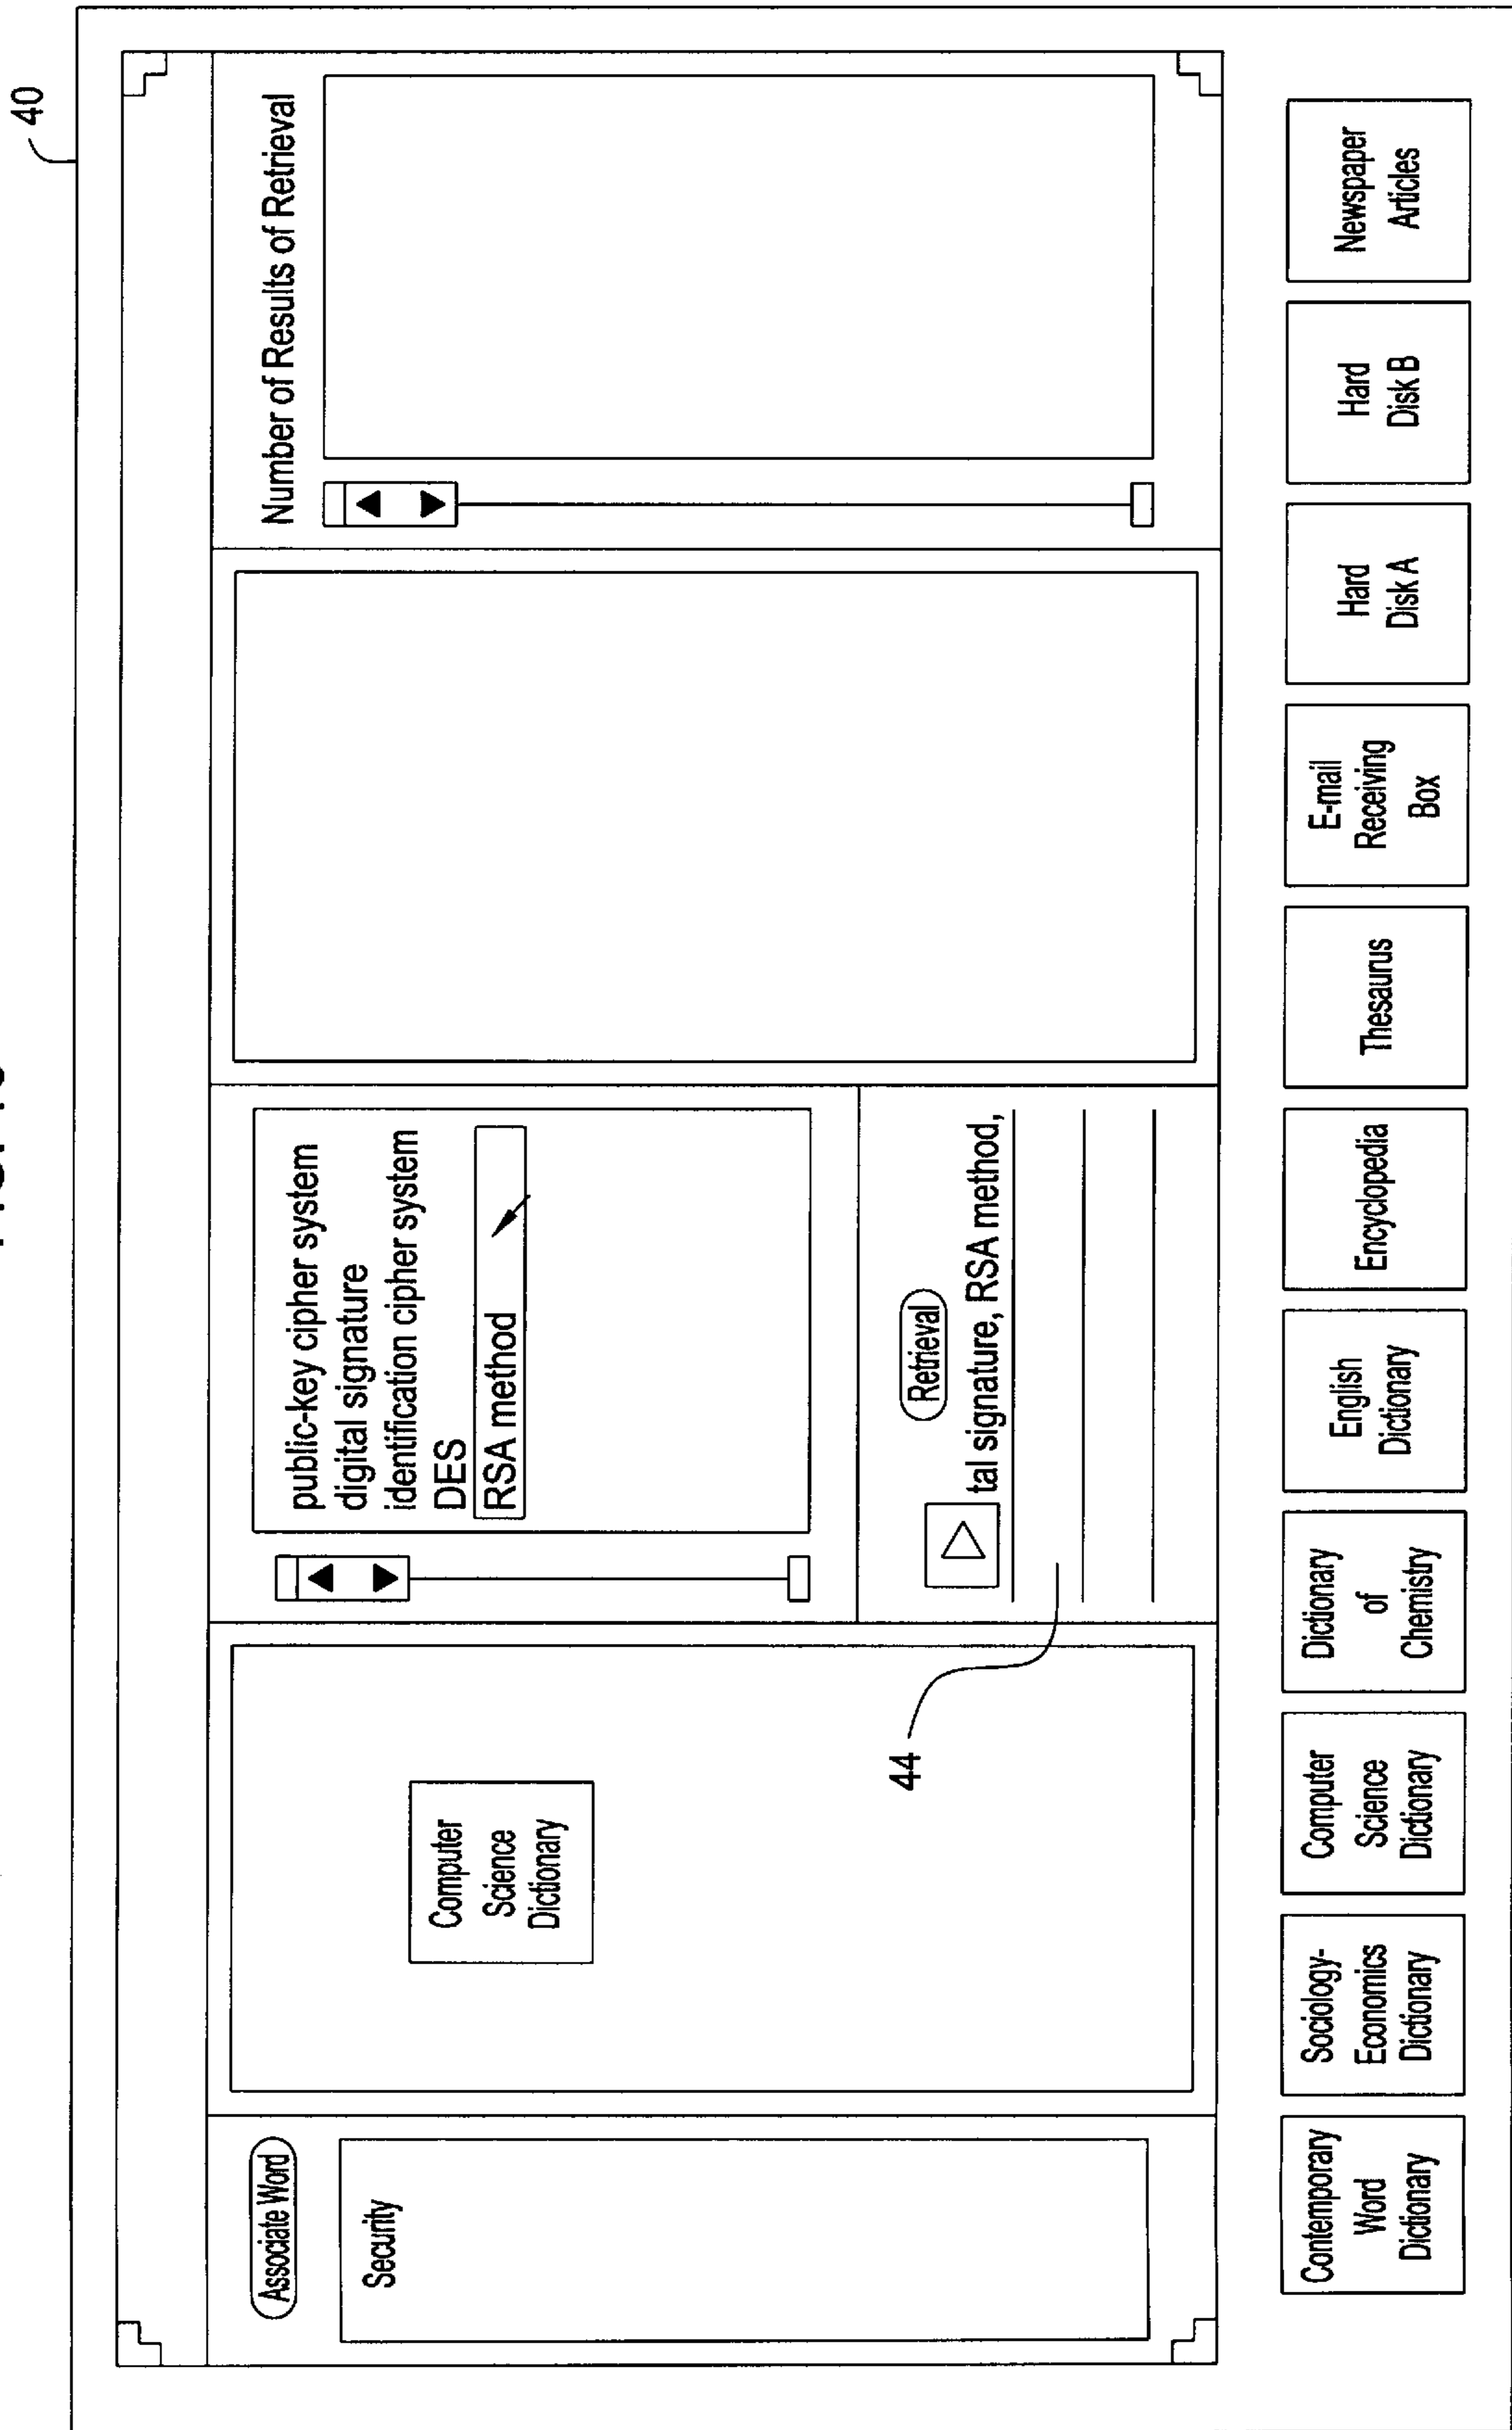 40
Associate Word
Security
Computer
Science
Dictionary
public-key cipher system
digital signature
identification cipher system
DES
RSA method
Retrieval
tal signature, RSA method,
44
Number of Results of Retrieval
Contemporary
Word
Dictionary
Sociology-
Economics
Dictionary
Computer
Science
Dictionary
Dictionary
of
Chemistry
English
Dictionary
Encyclopedia
Thesaurus
E-mail
Receiving
Box
Hard
Disk A
Hard
Disk B
Newspaper
Articles